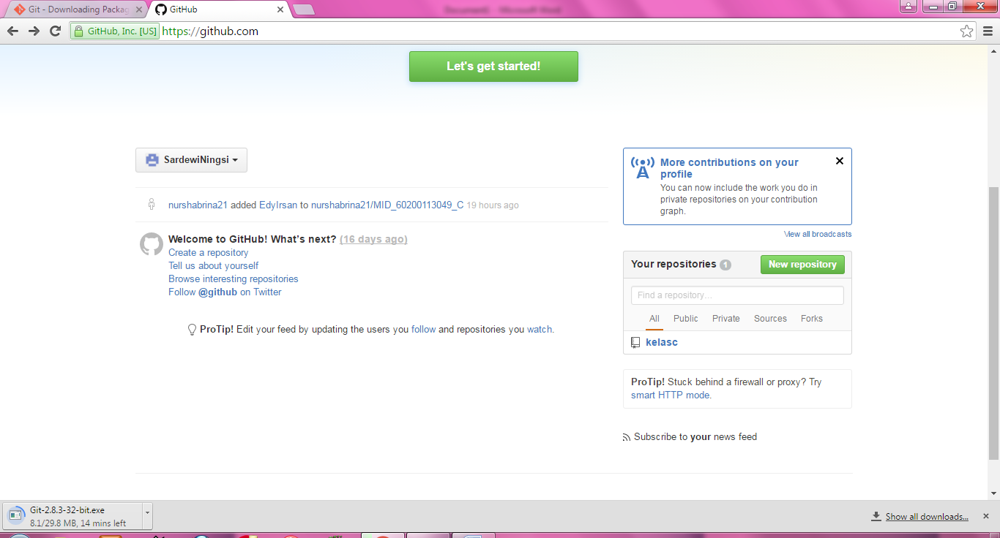 Git - Downloading Packag
GitHub
Document1 - Microsoft Word
GitHub, Inc. [US] https://github.com
Let's get started!
SardewiNingsi
nurshabrina21 added EdyIrsan to nurshabrina21/MID_60200113049_C 19 hours ago
Welcome to GitHub! What's next? (16 days ago)
Create a repository
Tell us about yourself
Browse interesting repositories
Follow @github on Twitter
ProTip! Edit your feed by updating the users you follow and repositories you watch.
More contributions on your
profile
You can now include the work you do in
private repositories on your contribution
graph.
View all broadcasts
Your repositories 1
New repository
Find a repository…
All Public Private Sources Forks
kelasc
ProTip! Stuck behind a firewall or proxy? Try
smart HTTP mode.
Subscribe to your news feed
Git-2.8.3-32-bit.exe
8.1/29.8 MB, 14 mins left
Show all downloads...